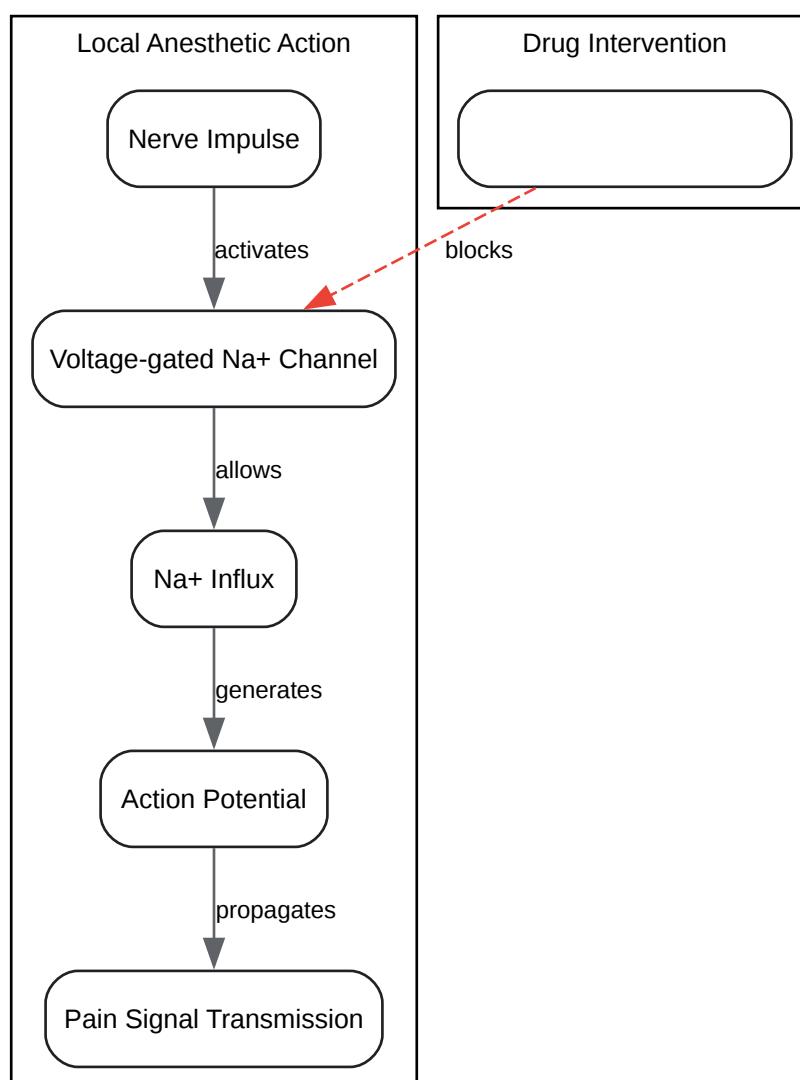 Local Anesthetic Action
Drug Intervention
Nerve Impulse
activates
blocks
Voltage-gated Na+ Channel
allows
Na+ Influx
generates
Action Potential
propagates
Pain Signal Transmission